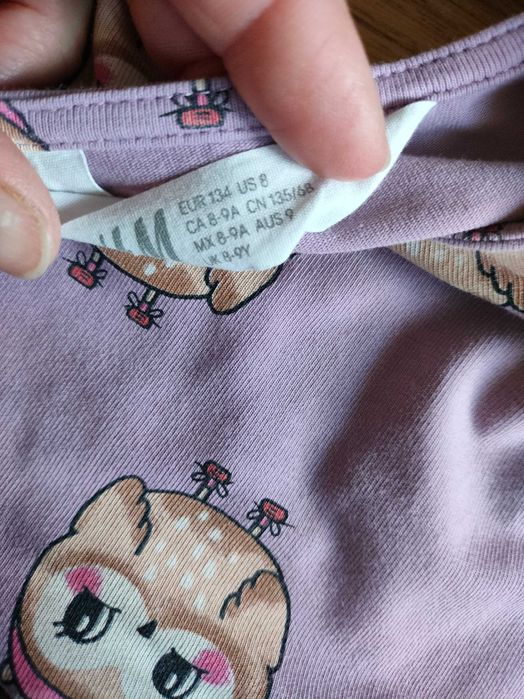 H&M
EUR 134 US 8
CA 8-9A CN 135/68
MX 8-9A AUS 9
UK 8-9Y